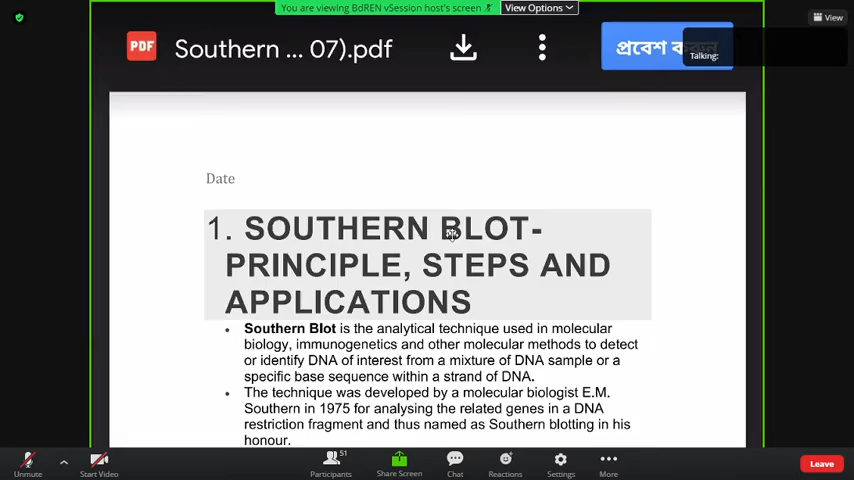 You are viewing BdREN vSession host's screen
View Options
View
PDF
Southern ... 07).pdf
প্রবেশ
Talking:
Date
1. SOUTHERN BLOT-
PRINCIPLE, STEPS AND
APPLICATIONS
• Southern Blot is the analytical technique used in molecular
biology, immunogenetics and other molecular methods to detect
or identify DNA of interest from a mixture of DNA sample or a
specific base sequence within a strand of DNA.
• The technique was developed by a molecular biologist E.M.
Southern in 1975 for analysing the related genes in a DNA
restriction fragment and thus named as Southern blotting in his
honour.
51
Unmute
Start Video
Participants
Share Screen
Chat
Reactions
Settings
More
Leave